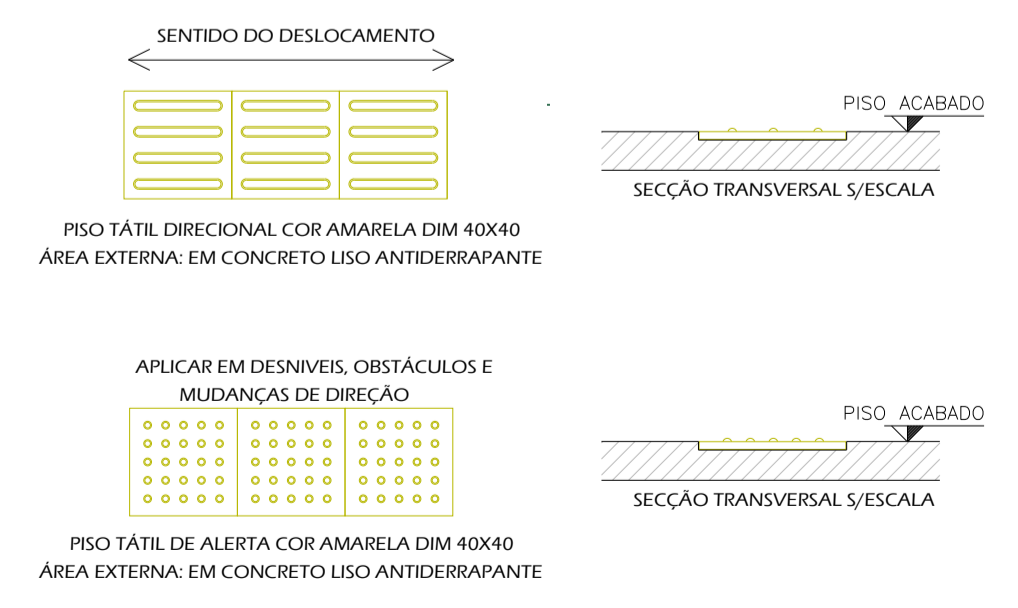 SENTIDO DO DESLOCAMENTO
PISO ACABADO
SECÇÃO TRANSVERSAL S/ESCALA
PISO TÁTIL DIRECIONAL COR AMARELA DIM 40X40
ÁREA EXTERNA: EM CONCRETO LISO ANTIDERRAPANTE
APLICAR EM DESNIVEIS, OBSTÁCULOS E
MUDANÇAS DE DIREÇÃO
PISO ACABADO
SECÇÃO TRANSVERSAL S/ESCALA
PISO TÁTIL DE ALERTA COR AMARELA DIM 40X40
ÁREA EXTERNA: EM CONCRETO LISO ANTIDERRAPANTE